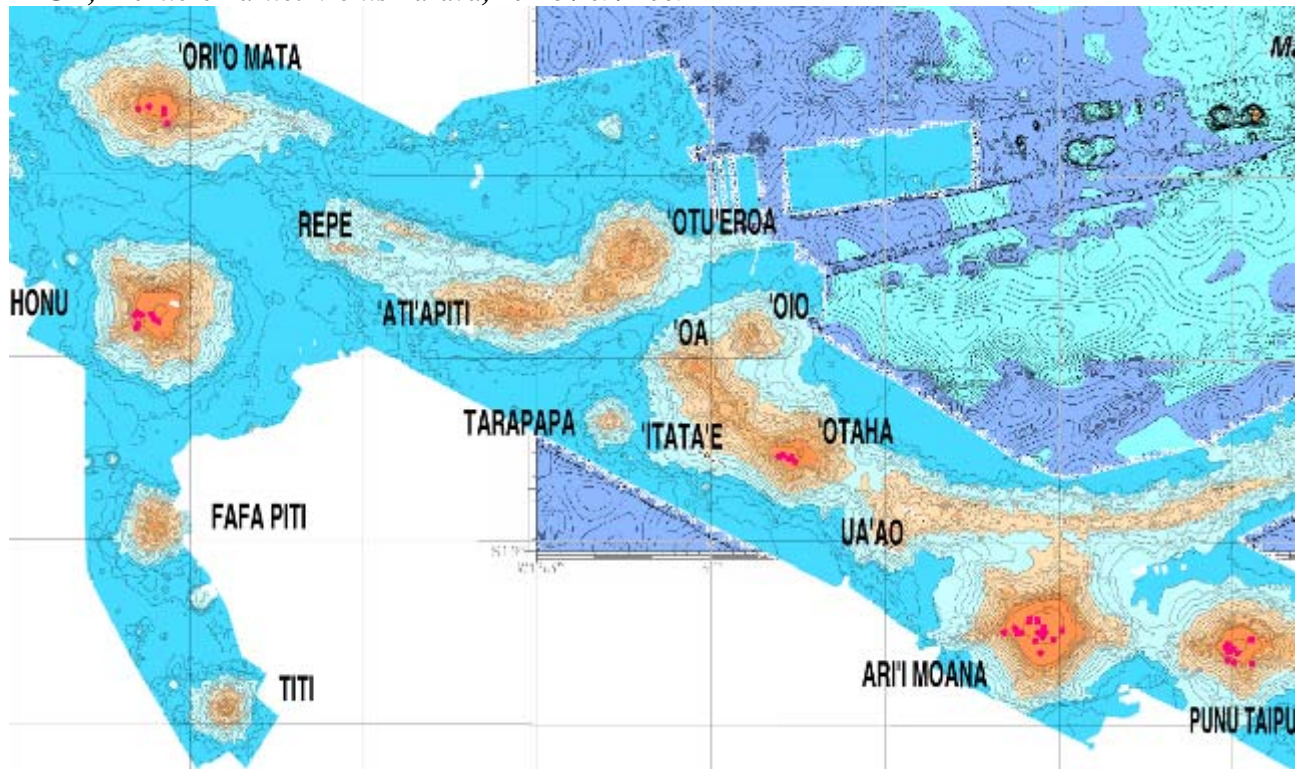 'ORI'O MATA
REPE
'OTU'EROA
HONU
'ATI'APITI
'OIO
'OA
TARAPAPA
'ITATA'E
'OTAHA
FAFA PITI
UA'AO
TITI
ARI'I MOANA
PUNU TAIPU